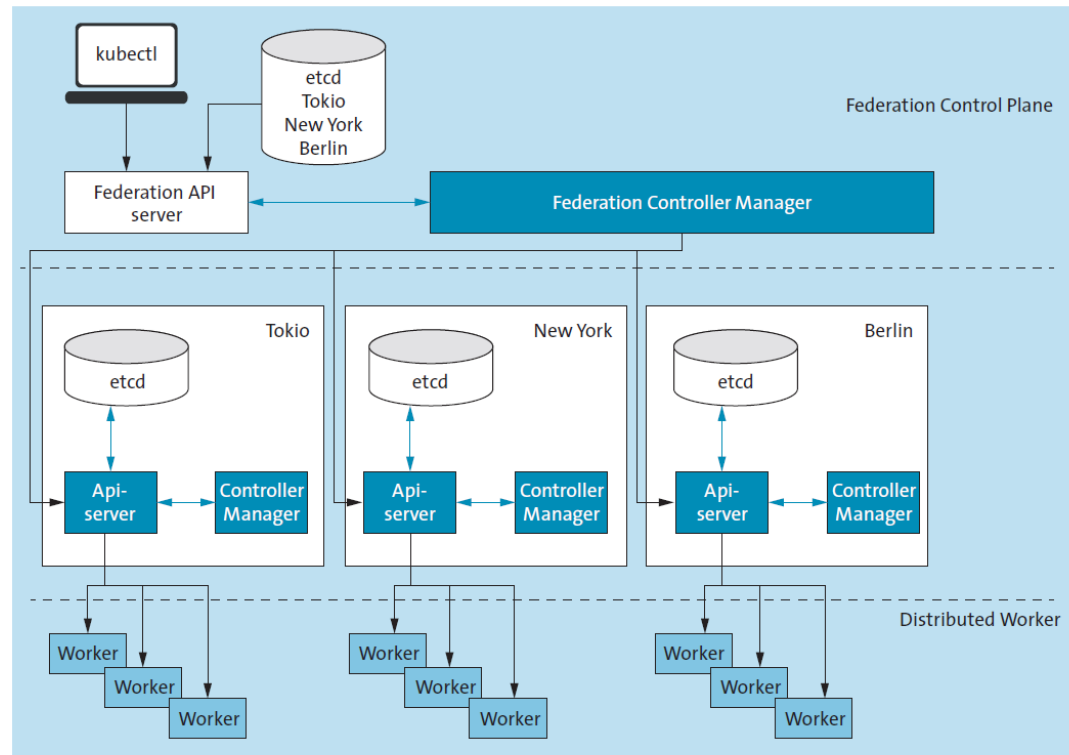 kubectl
etcd
Tokio
New York
Berlin
Federation Control Plane
Federation API
server
Federation Controller Manager
Tokio
etcd
Api-
server
Controller
Manager
New York
etcd
Api-
server
Controller
Manager
Berlin
etcd
Api-
server
Controller
Manager
Distributed Worker
Worker
Worker
Worker
Worker
Worker
Worker
Worker
Worker
Worker